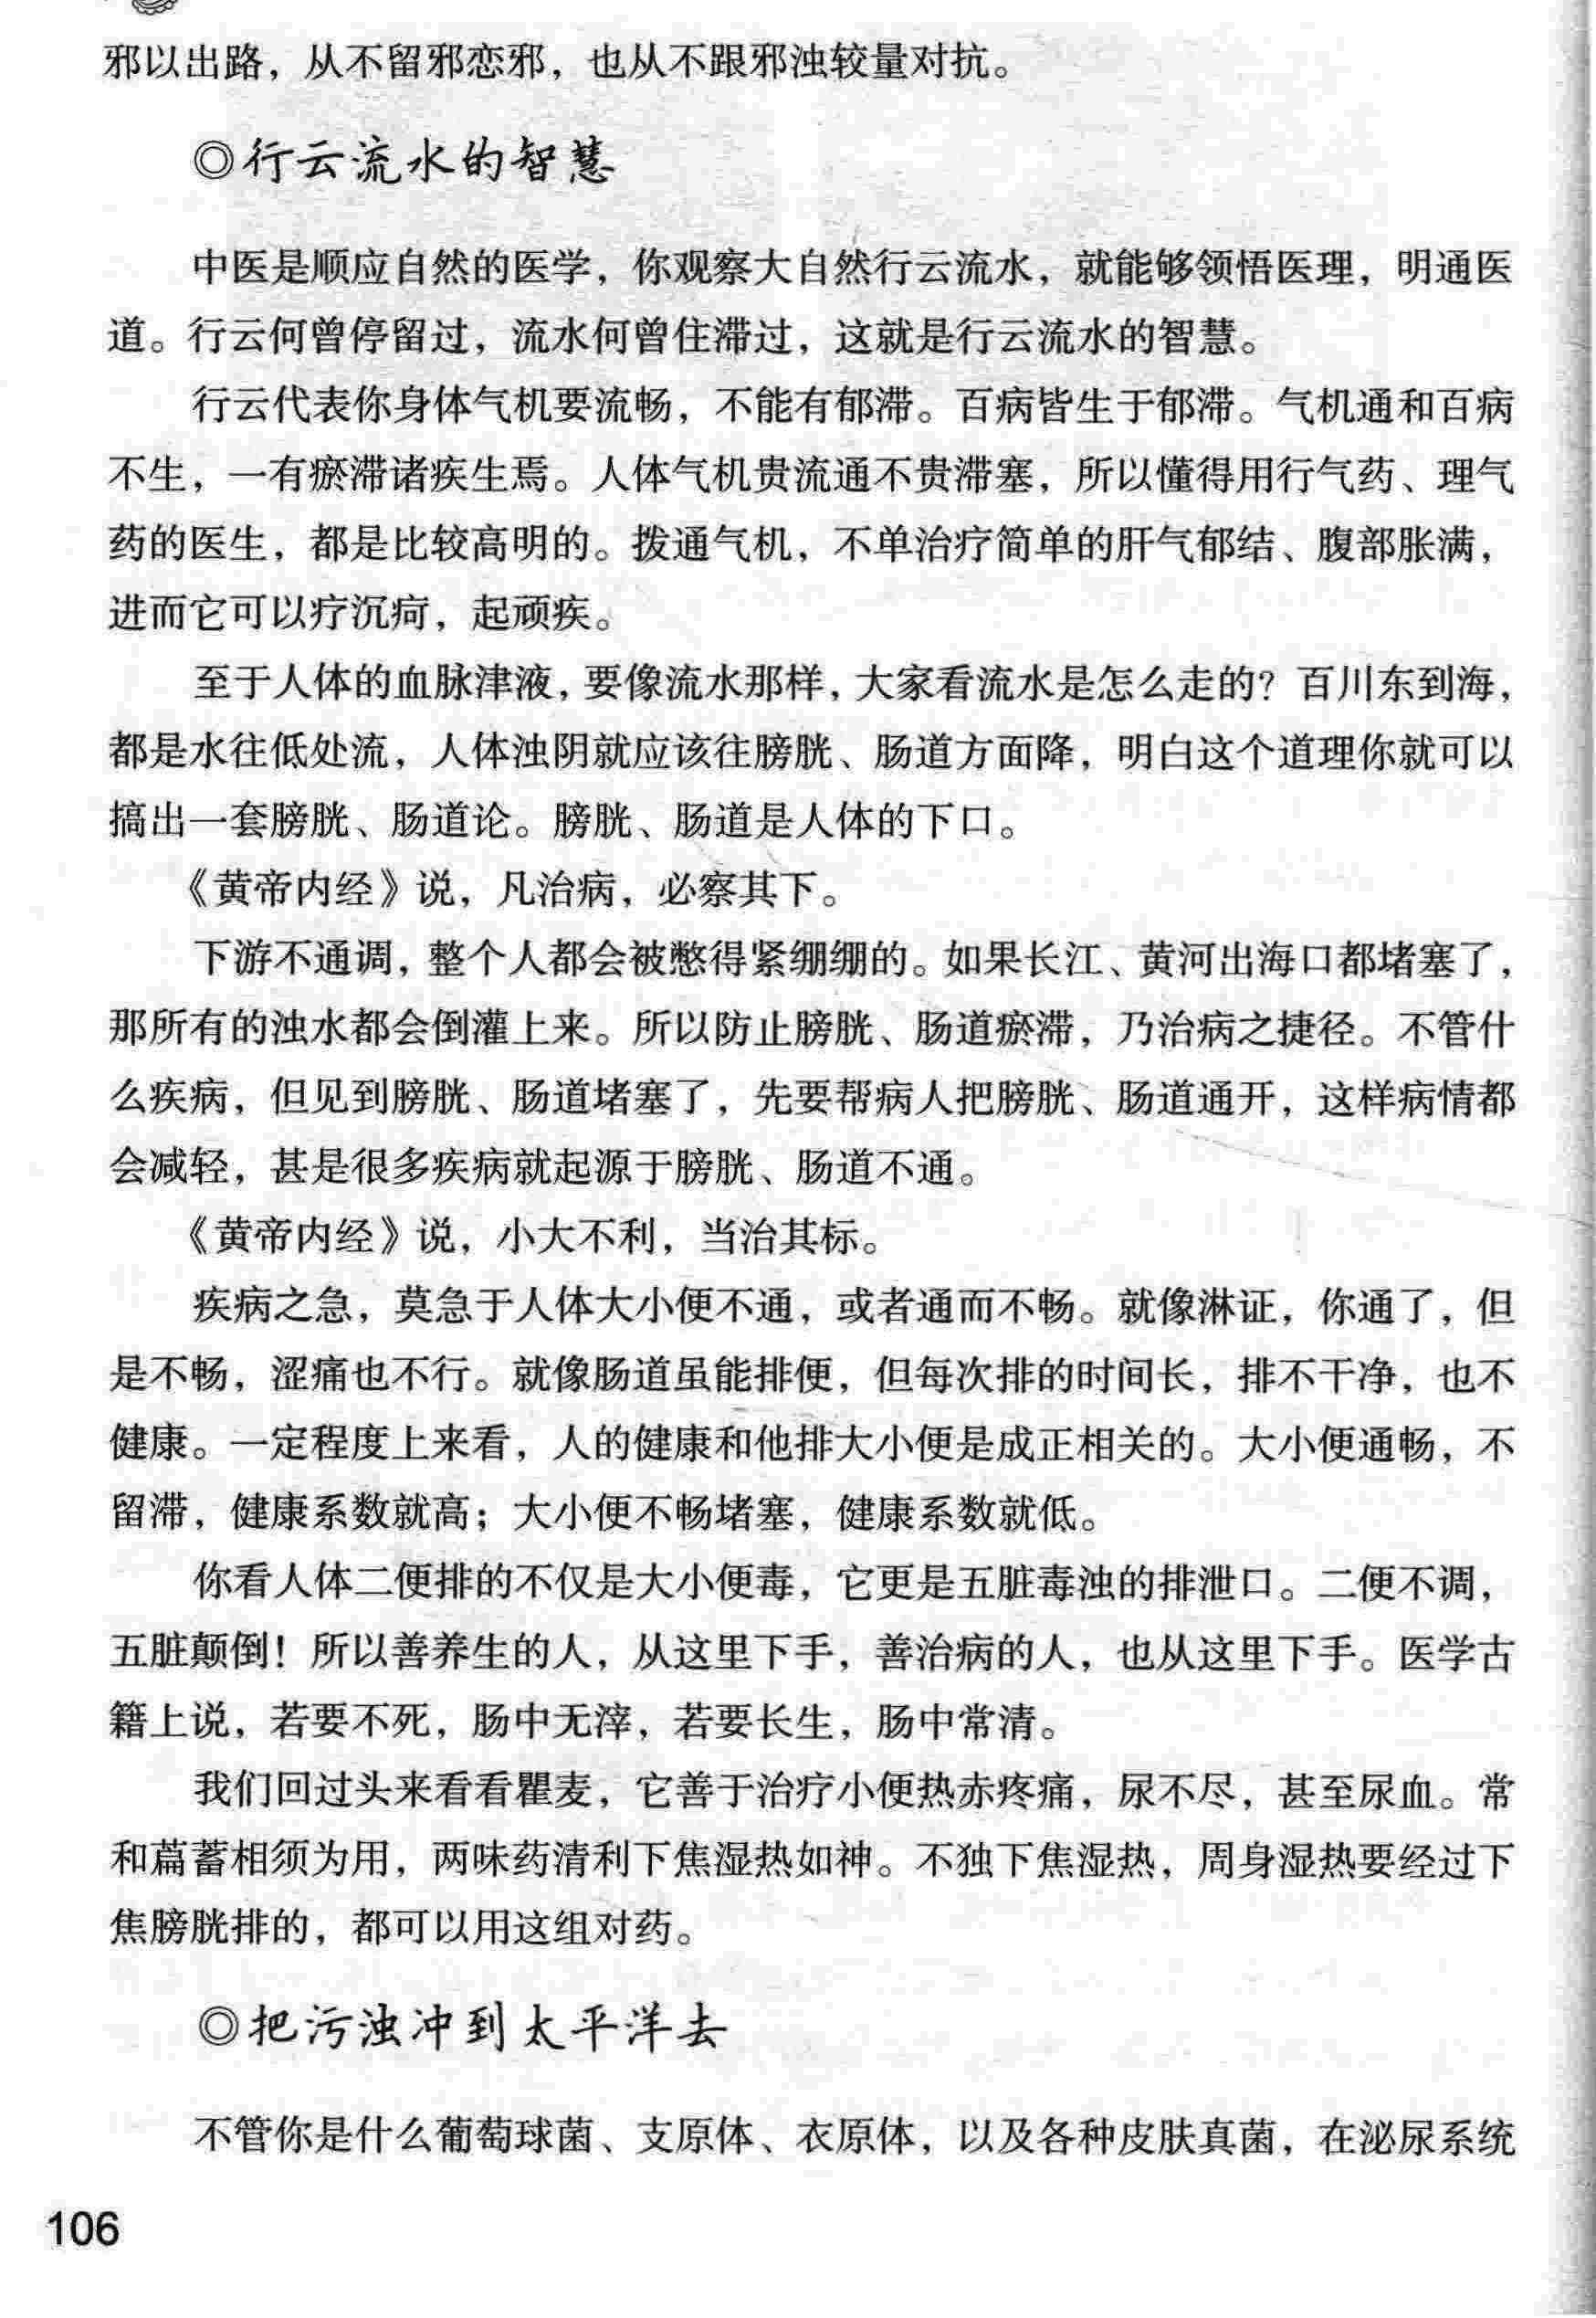 邪以出路，从不留邪恋邪，也从不跟邪浊较量对抗。
◎行云流水的智慧
中医是顺应自然的医学，你观察大自然行云流水，就能够领悟医理，明通医
道。行云何曾停留过，流水何曾住滞过，这就是行云流水的智慧。
行云代表你身体气机要流畅，不能有郁滞。百病皆生于郁滞。气机通和百病
不生，一有瘀滞诸疾生焉。人体气机贵流通不贵滞塞，所以懂得用行气药、理气
药的医生，都是比较高明的。拨通气机，不单治疗简单的肝气郁结、腹部胀满，
进而它可以疗沉疴，起顽疾。
至于人体的血脉津液，要像流水那样，大家看流水是怎么走的？百川东到海，
都是水往低处流，人体浊阴就应该往膀胱、肠道方面降，明白这个道理你就可以
搞出一套膀胱、肠道论。膀胱、肠道是人体的下口。
《黄帝内经》说，凡治病，必察其下。
下游不通调，整个人都会被憋得紧绷绷的。如果长江、黄河出海口都堵塞了，
那所有的浊水都会倒灌上来。所以防止膀胱、肠道瘀滞，乃治病之捷径。不管什
么疾病，但见到膀胱、肠道堵塞了，先要帮病人把膀胱、肠道通开，这样病情都
会减轻，甚是很多疾病就起源于膀胱、肠道不通。
《黄帝内经》说，小大不利，当治其标。
疾病之急，莫急于人体大小便不通，或者通而不畅。就像淋证，你通了，但
是不畅，涩痛也不行。就像肠道虽能排便，但每次排的时间长，排不干净，也不
健康。一定程度上来看，人的健康和他排大小便是成正相关的。大小便通畅，不
留滞，健康系数就高；大小便不畅堵塞，健康系数就低。
你看人体二便排的不仅是大小便毒，它更是五脏毒浊的排泄口。二便不调，
五脏颠倒！所以善养生的人，从这里下手，善治病的人，也从这里下手。医学古
籍上说，若要不死，肠中无滓，若要长生，肠中常清。
我们回过头来看看瞿麦，它善于治疗小便热赤疼痛，尿不尽，甚至尿血。常
和萹蓄相须为用，两味药清利下焦湿热如神。不独下焦湿热，周身湿热要经过下
焦膀胱排的，都可以用这组对药。
◎把污浊冲到太平洋去
不管你是什么葡萄球菌、支原体、衣原体，以及各种皮肤真菌，在泌尿系统
106